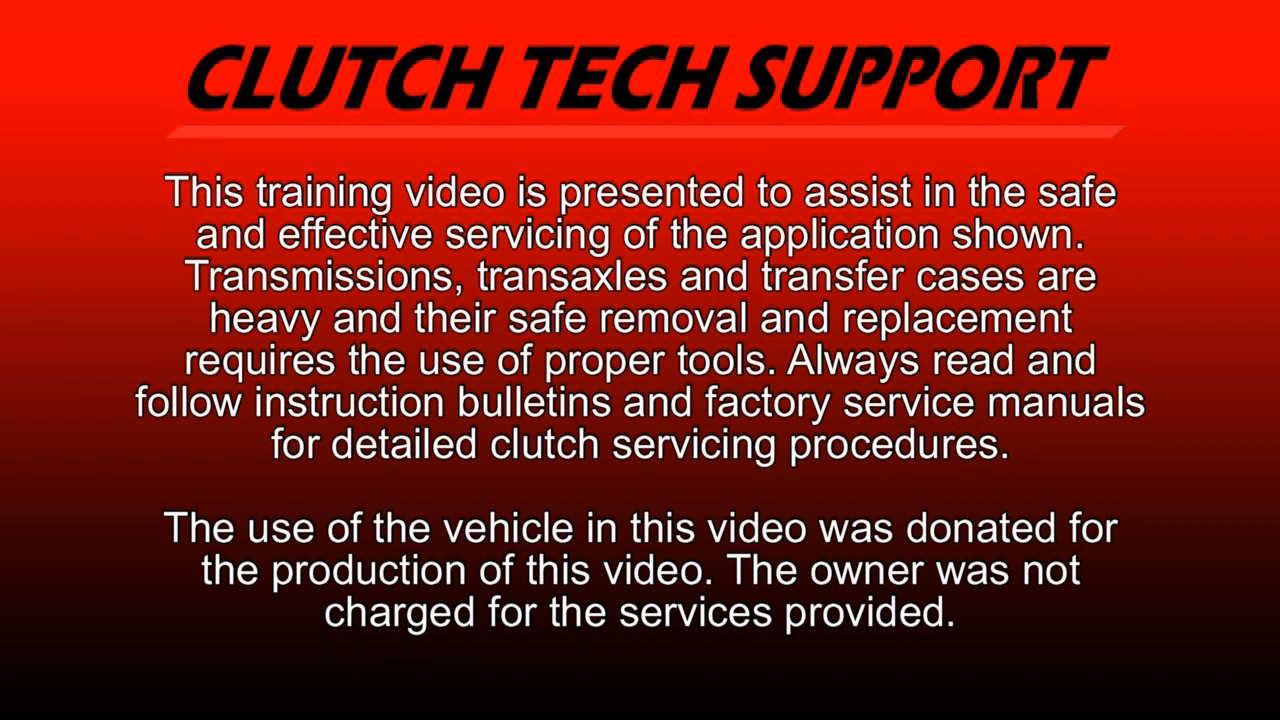 CLUTCH TECH SUPPORT
This training video is presented to assist in the safe
and effective servicing of the application shown.
Transmissions, transaxles and transfer cases are
heavy and their safe removal and replacement
requires the use of proper tools. Always read and
follow instruction bulletins and factory service manuals
for detailed clutch servicing procedures.
The use of the vehicle in this video was donated for
the production of this video. The owner was not
charged for the services provided.